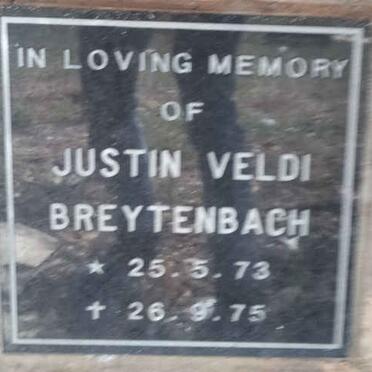 IN LOVING MEMORY
OF
JUSTIN VELDI
BREYTENBACH
* 25.5.73
† 26.9.75